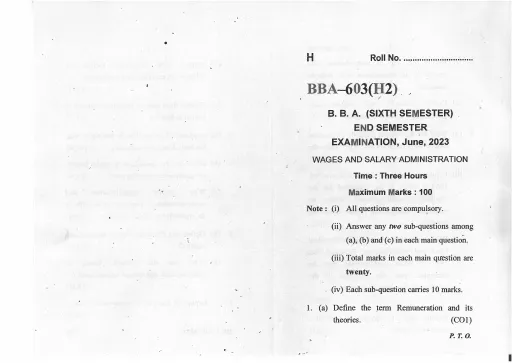 H Roll No. ..............................
BBA–603(H2)
B. B. A. (SIXTH SEMESTER)
END SEMESTER
EXAMINATION, June, 2023
WAGES AND SALARY ADMINISTRATION
Time : Three Hours
Maximum Marks : 100
Note : (i) All questions are compulsory.
(ii) Answer any two sub-questions among
(a), (b) and (c) in each main question.
(iii) Total marks in each main question are
twenty.
(iv) Each sub-question carries 10 marks.
1. (a) Define the term Remuneration and its
theories. (CO1)
P. T. O.